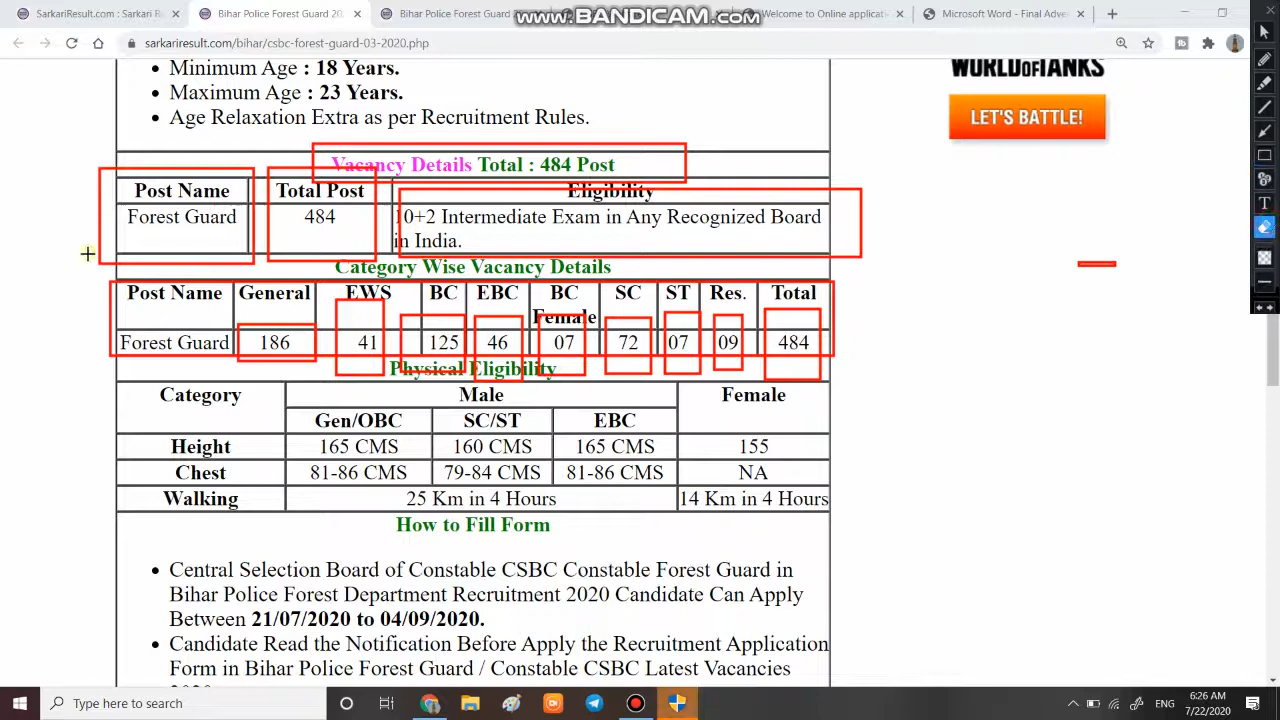 SarkariResult.com : Sarkari Re
Bihar Police Forest Guard 20
Bihar Police Forest Guard
www.BANDICAM.com
Welcome to Online applicati
Microsoft Word - Final Adver
sarkariresult.com/bihar/csbc-forest-guard-03-2020.php
Minimum Age : 18 Years.
Maximum Age : 23 Years.
Age Relaxation Extra as per Recruitment Rules.
WORLD OF TANKS
LET'S BATTLE!
Vacancy Details Total : 484 Post
Post Name Total Post Eligibility
Forest Guard 484 10+2 Intermediate Exam in Any Recognized Board
in India.
Category Wise Vacancy Details
Post Name General EWS BC EBC BC SC ST Res. Total
Female
Forest Guard 186 41 125 46 07 72 07 09 484
Physical Eligibility
Category Male Female
Gen/OBC SC/ST EBC
Height 165 CMS 160 CMS 165 CMS 155
Chest 81-86 CMS 79-84 CMS 81-86 CMS NA
Walking 25 Km in 4 Hours 14 Km in 4 Hours
How to Fill Form
Central Selection Board of Constable CSBC Constable Forest Guard in
Bihar Police Forest Department Recruitment 2020 Candidate Can Apply
Between 21/07/2020 to 04/09/2020.
Candidate Read the Notification Before Apply the Recruitment Application
Form in Bihar Police Forest Guard / Constable CSBC Latest Vacancies
2020
Type here to search
ENG
6:26 AM
7/22/2020